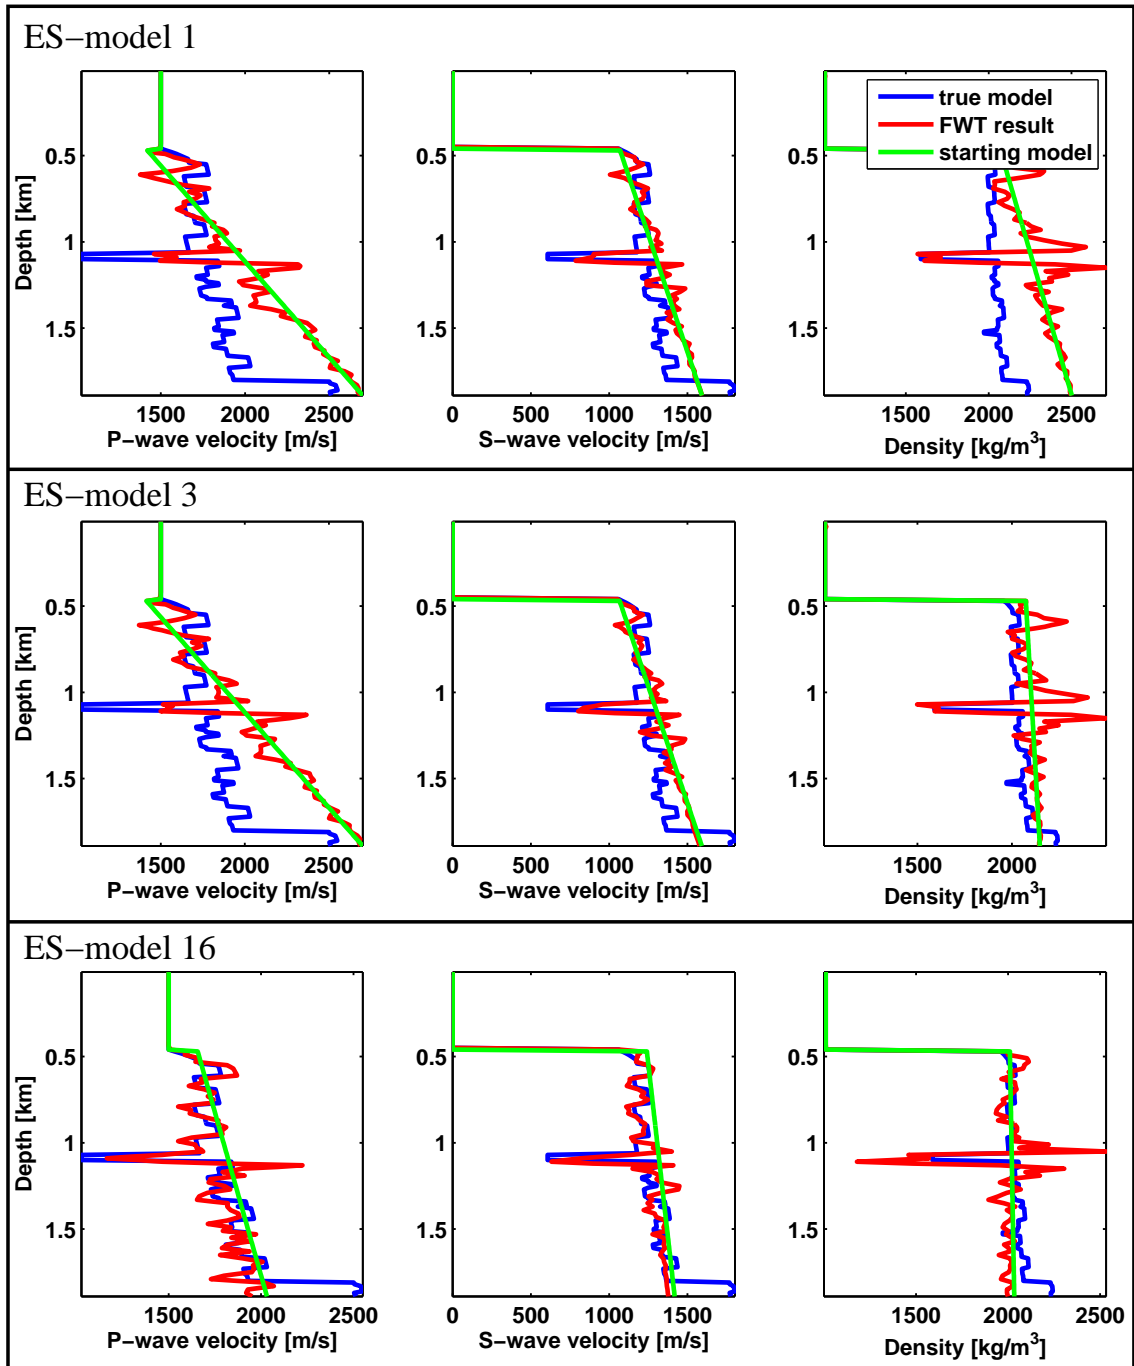 ES−model 1
true model
FWT result
starting model
0.5
1
1.5
Depth [km]
1500 2000 2500
P−wave velocity [m/s]
0 500 1000 1500
S−wave velocity [m/s]
0.5
1
1.5
1500 2000 2500
Density [kg/m3]
0.5
1
1.5
ES−model 3
0.5
1
1.5
Depth [km]
1500 2000 2500
P−wave velocity [m/s]
0.5
1
1.5
0 500 1000 1500
S−wave velocity [m/s]
0.5
1
1.5
2000
Density [kg/m3]
ES−model 16
0.5
1
1.5
Depth [km]
1500 2000 2500
P−wave velocity [m/s]
0.5
1
1.5
0 500 1000 1500
S−wave velocity [m/s]
0.5
1
1.5
1500 2000 2500
Density [kg/m3]